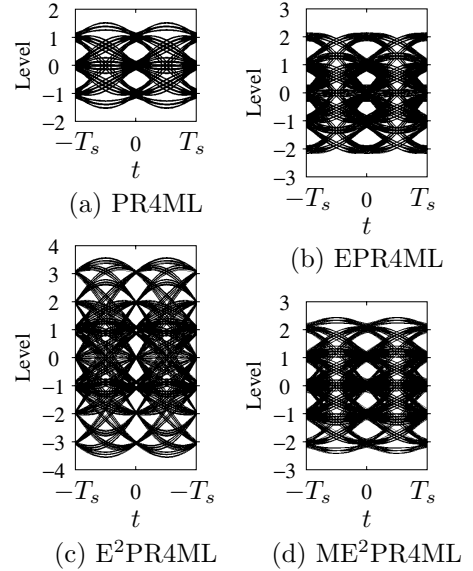 2
1
0
−1
−2
Level
−T_s 0 T_s
t
(a) PR4ML
3
2
1
0
−1
−2
−3
Level
−T_s 0 T_s
t
(b) EPR4ML
4
3
2
1
0
−1
−2
−3
−4
Level
−T_s 0 −T_s
t
(c) E²PR4ML
3
2
1
0
−1
−2
−3
Level
−T_s 0 T_s
t
(d) ME²PR4ML